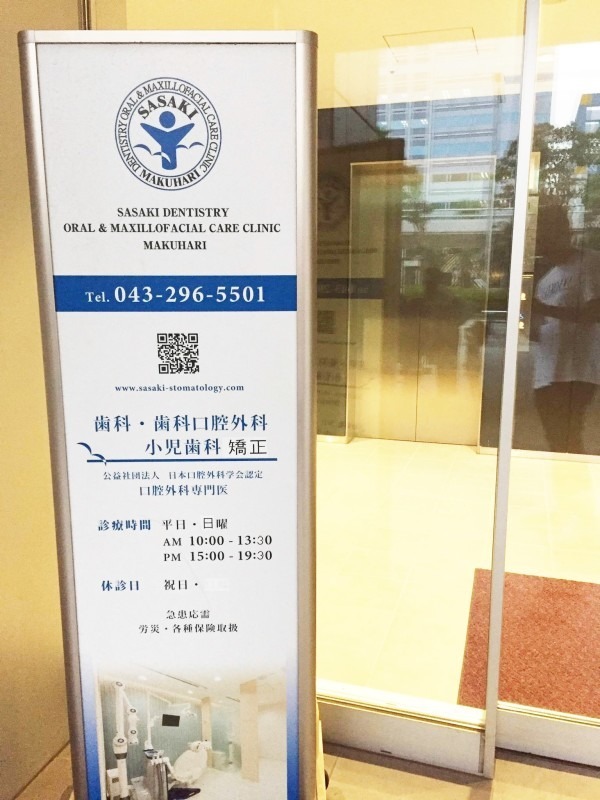 SASAKI
DENTISTRY ORAL & MAXILLOFACIAL CARE CLINIC
MAKUHARI
SASAKI DENTISTRY
ORAL & MAXILLOFACIAL CARE CLINIC
MAKUHARI
Tel. 043-296-5501
www.sasaki-stomatology.com
歯科・歯科口腔外科
小児歯科 矯正
公益社団法人 日本口腔外科学会認定
口腔外科専門医
診療時間 平日・日曜
AM 10:00 - 13:30
PM 15:00 - 19:30
休診日 祝日・
急患応需
労災・各種保険取扱